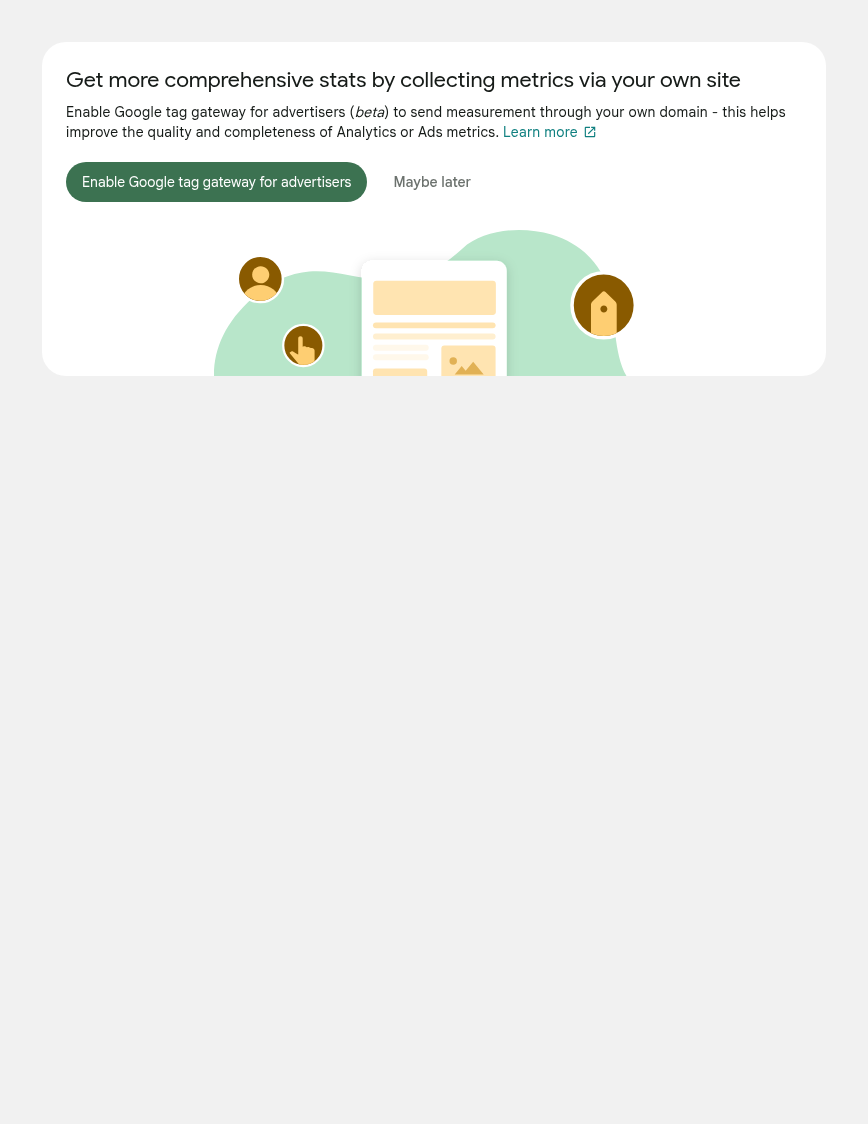 Get more comprehensive stats by collecting metrics via your own site
Enable Google tag gateway for advertisers (beta) to send measurement through your own domain - this helps
improve the quality and completeness of Analytics or Ads metrics. Learn more
Enable Google tag gateway for advertisers
Maybe later